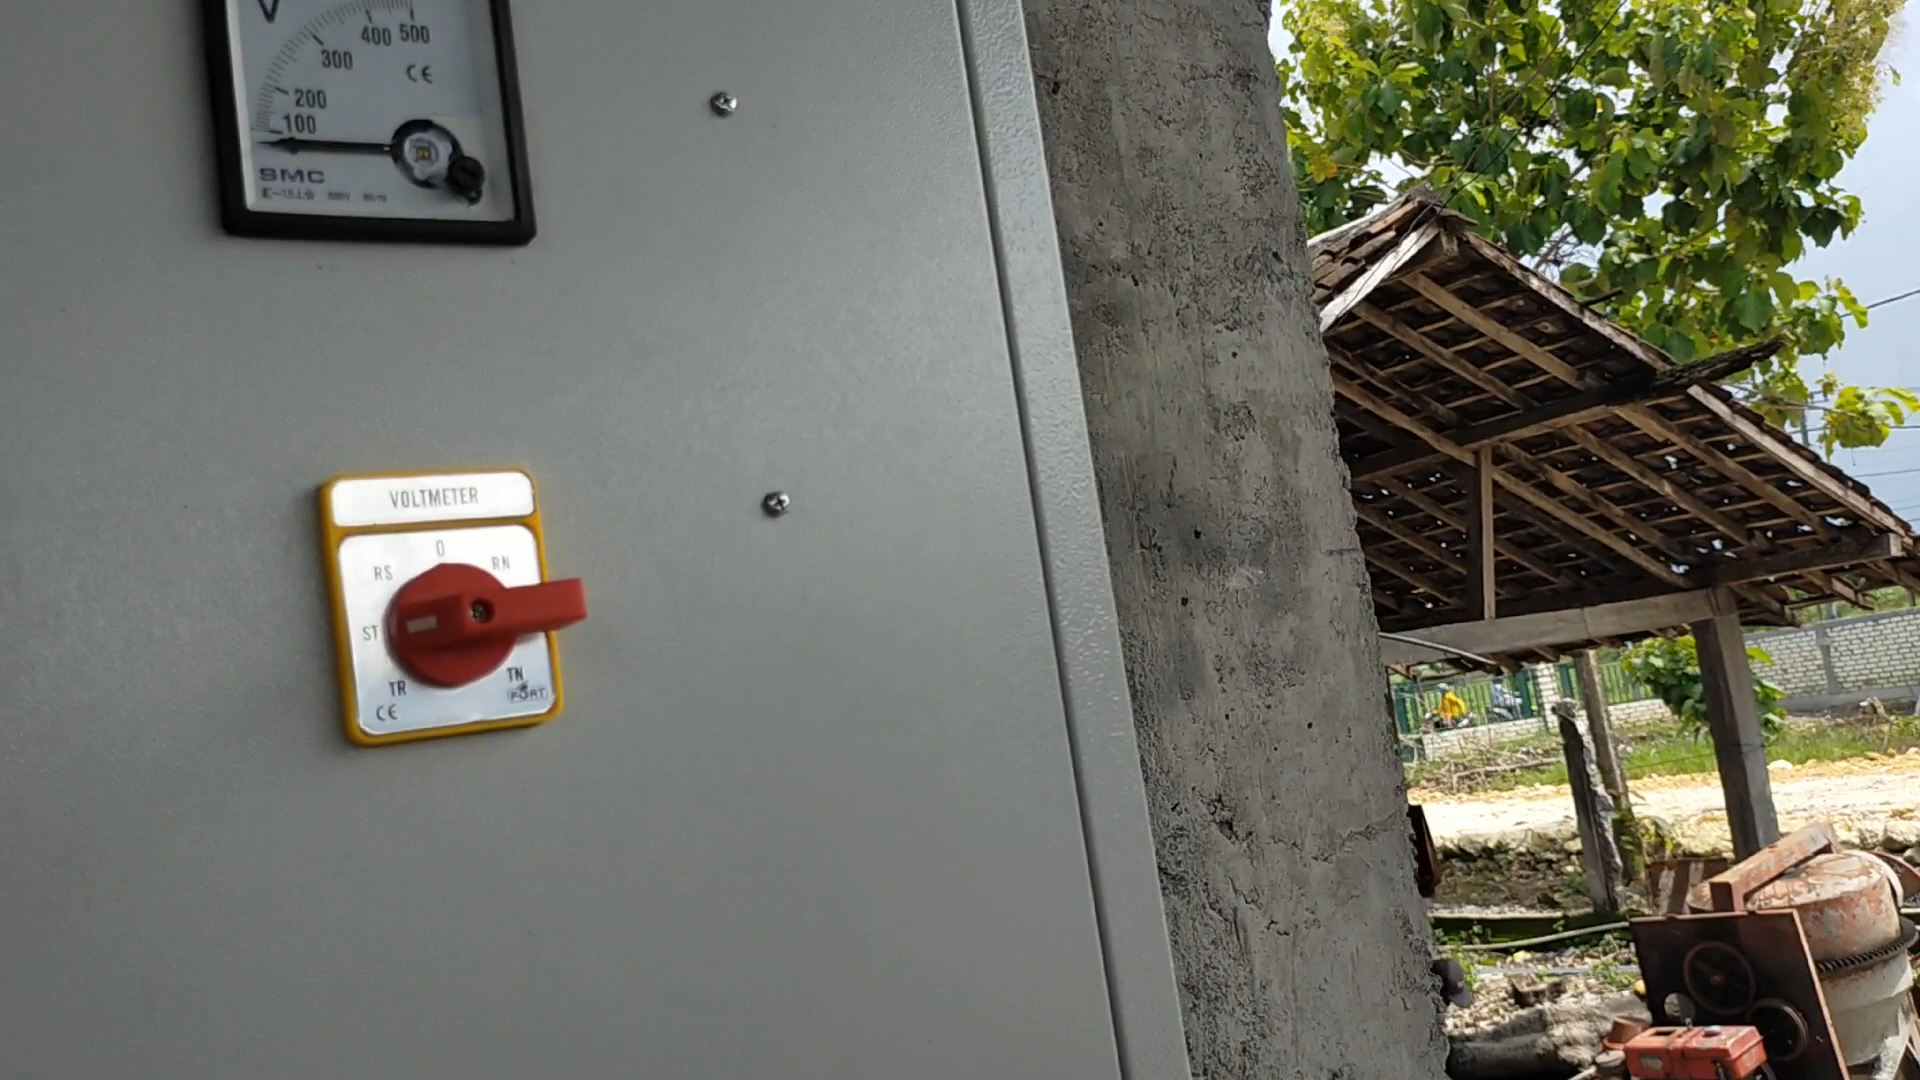 V
400 500
300
CE
200
100
SMC
VOLTMETER
0
RS RN
ST
TR TN
FORT
CE